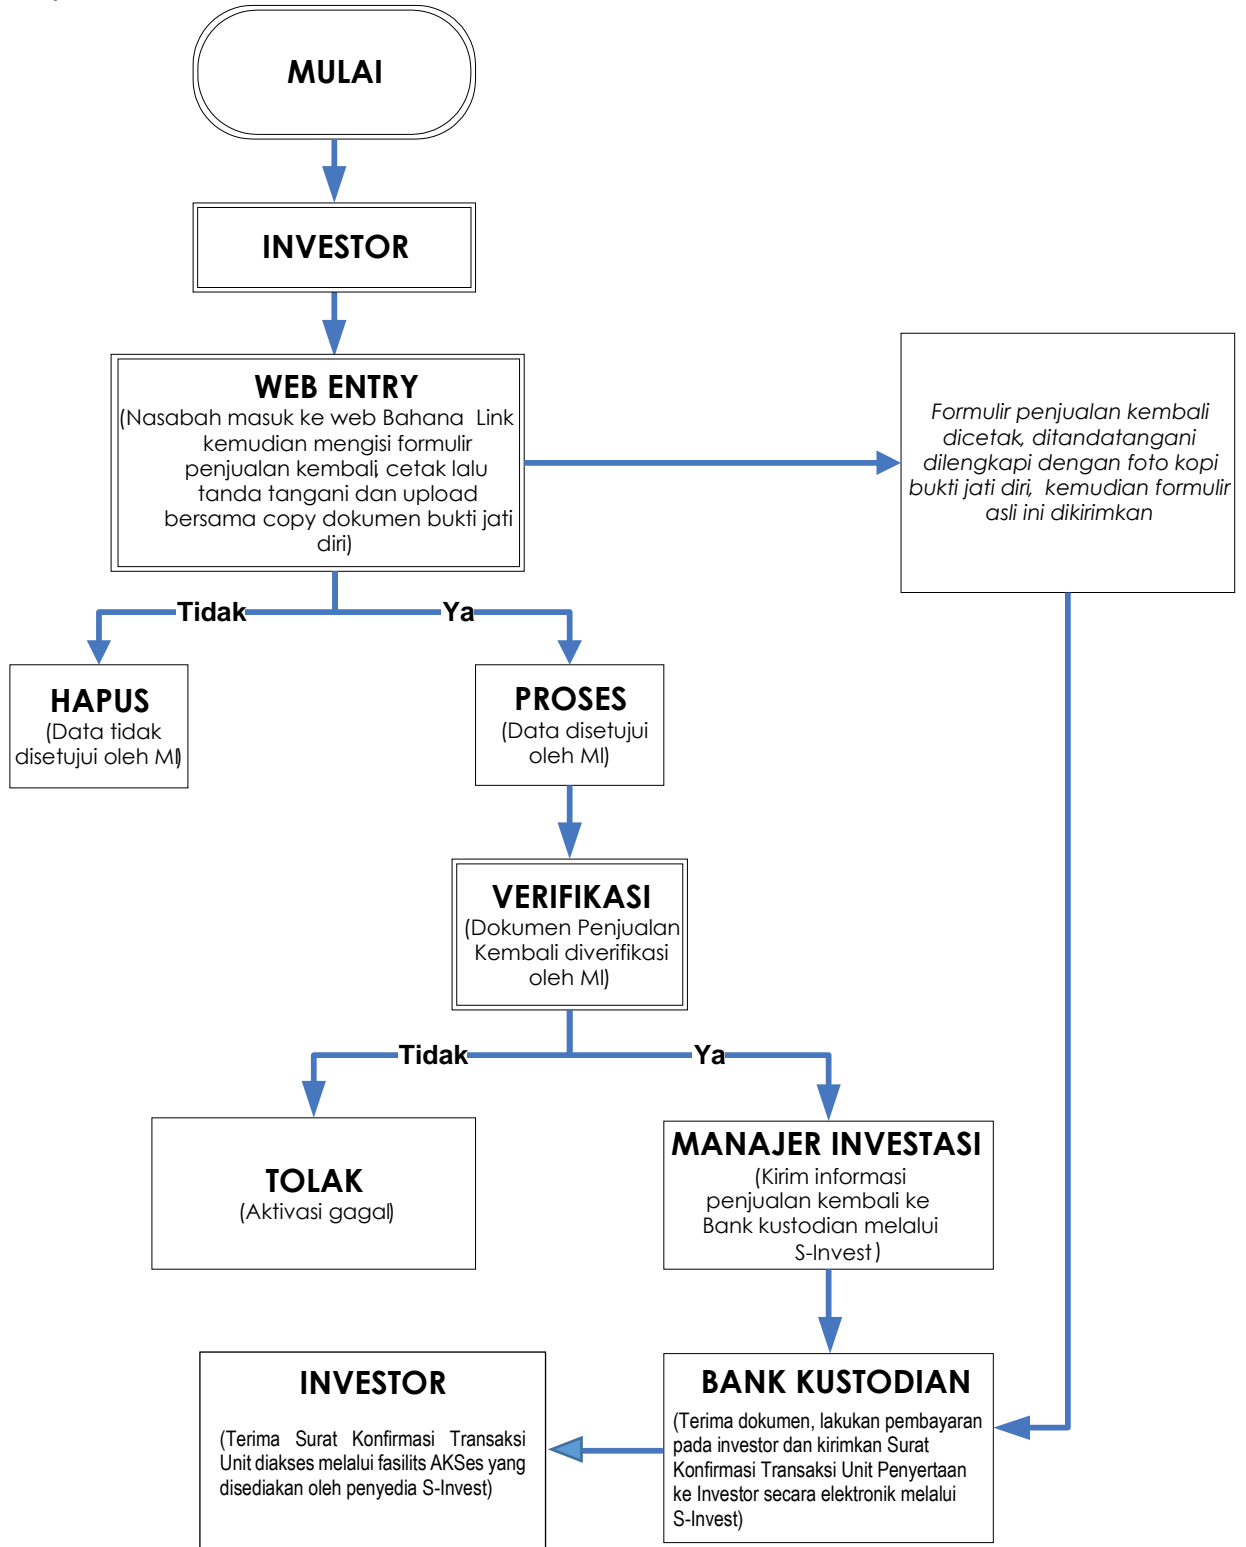 MULAI
INVESTOR
WEB ENTRY
(Nasabah masuk ke web Bahana Link
kemudian mengisi formulir
penjualan kembali; cetak lalu
tanda tangani dan upload
bersama copy dokumen bukti jati
diri)
Formulir penjualan kembali
dicetak, ditandatangani
dilengkapi dengan foto kopi
bukti jati diri, kemudian formulir
asli ini dikirimkan
Tidak
Ya
HAPUS
(Data tidak
disetujui oleh MI)
PROSES
(Data disetujui
oleh MI)
VERIFIKASI
(Dokumen Penjualan
Kembali diverifikasi
oleh MI)
Tidak
Ya
TOLAK
(Aktivasi gagal)
MANAJER INVESTASI
(Kirim informasi
penjualan kembali ke
Bank kustodian melalui
S-Invest)
INVESTOR
(Terima Surat Konfirmasi Transaksi
Unit diakses melalui fasilits AKSes yang
disediakan oleh penyedia S-Invest)
BANK KUSTODIAN
(Terima dokumen, lakukan pembayaran
pada investor dan kirimkan Surat
Konfirmasi Transaksi Unit Penyertaan
ke Investor secara elektronik melalui
S-Invest)